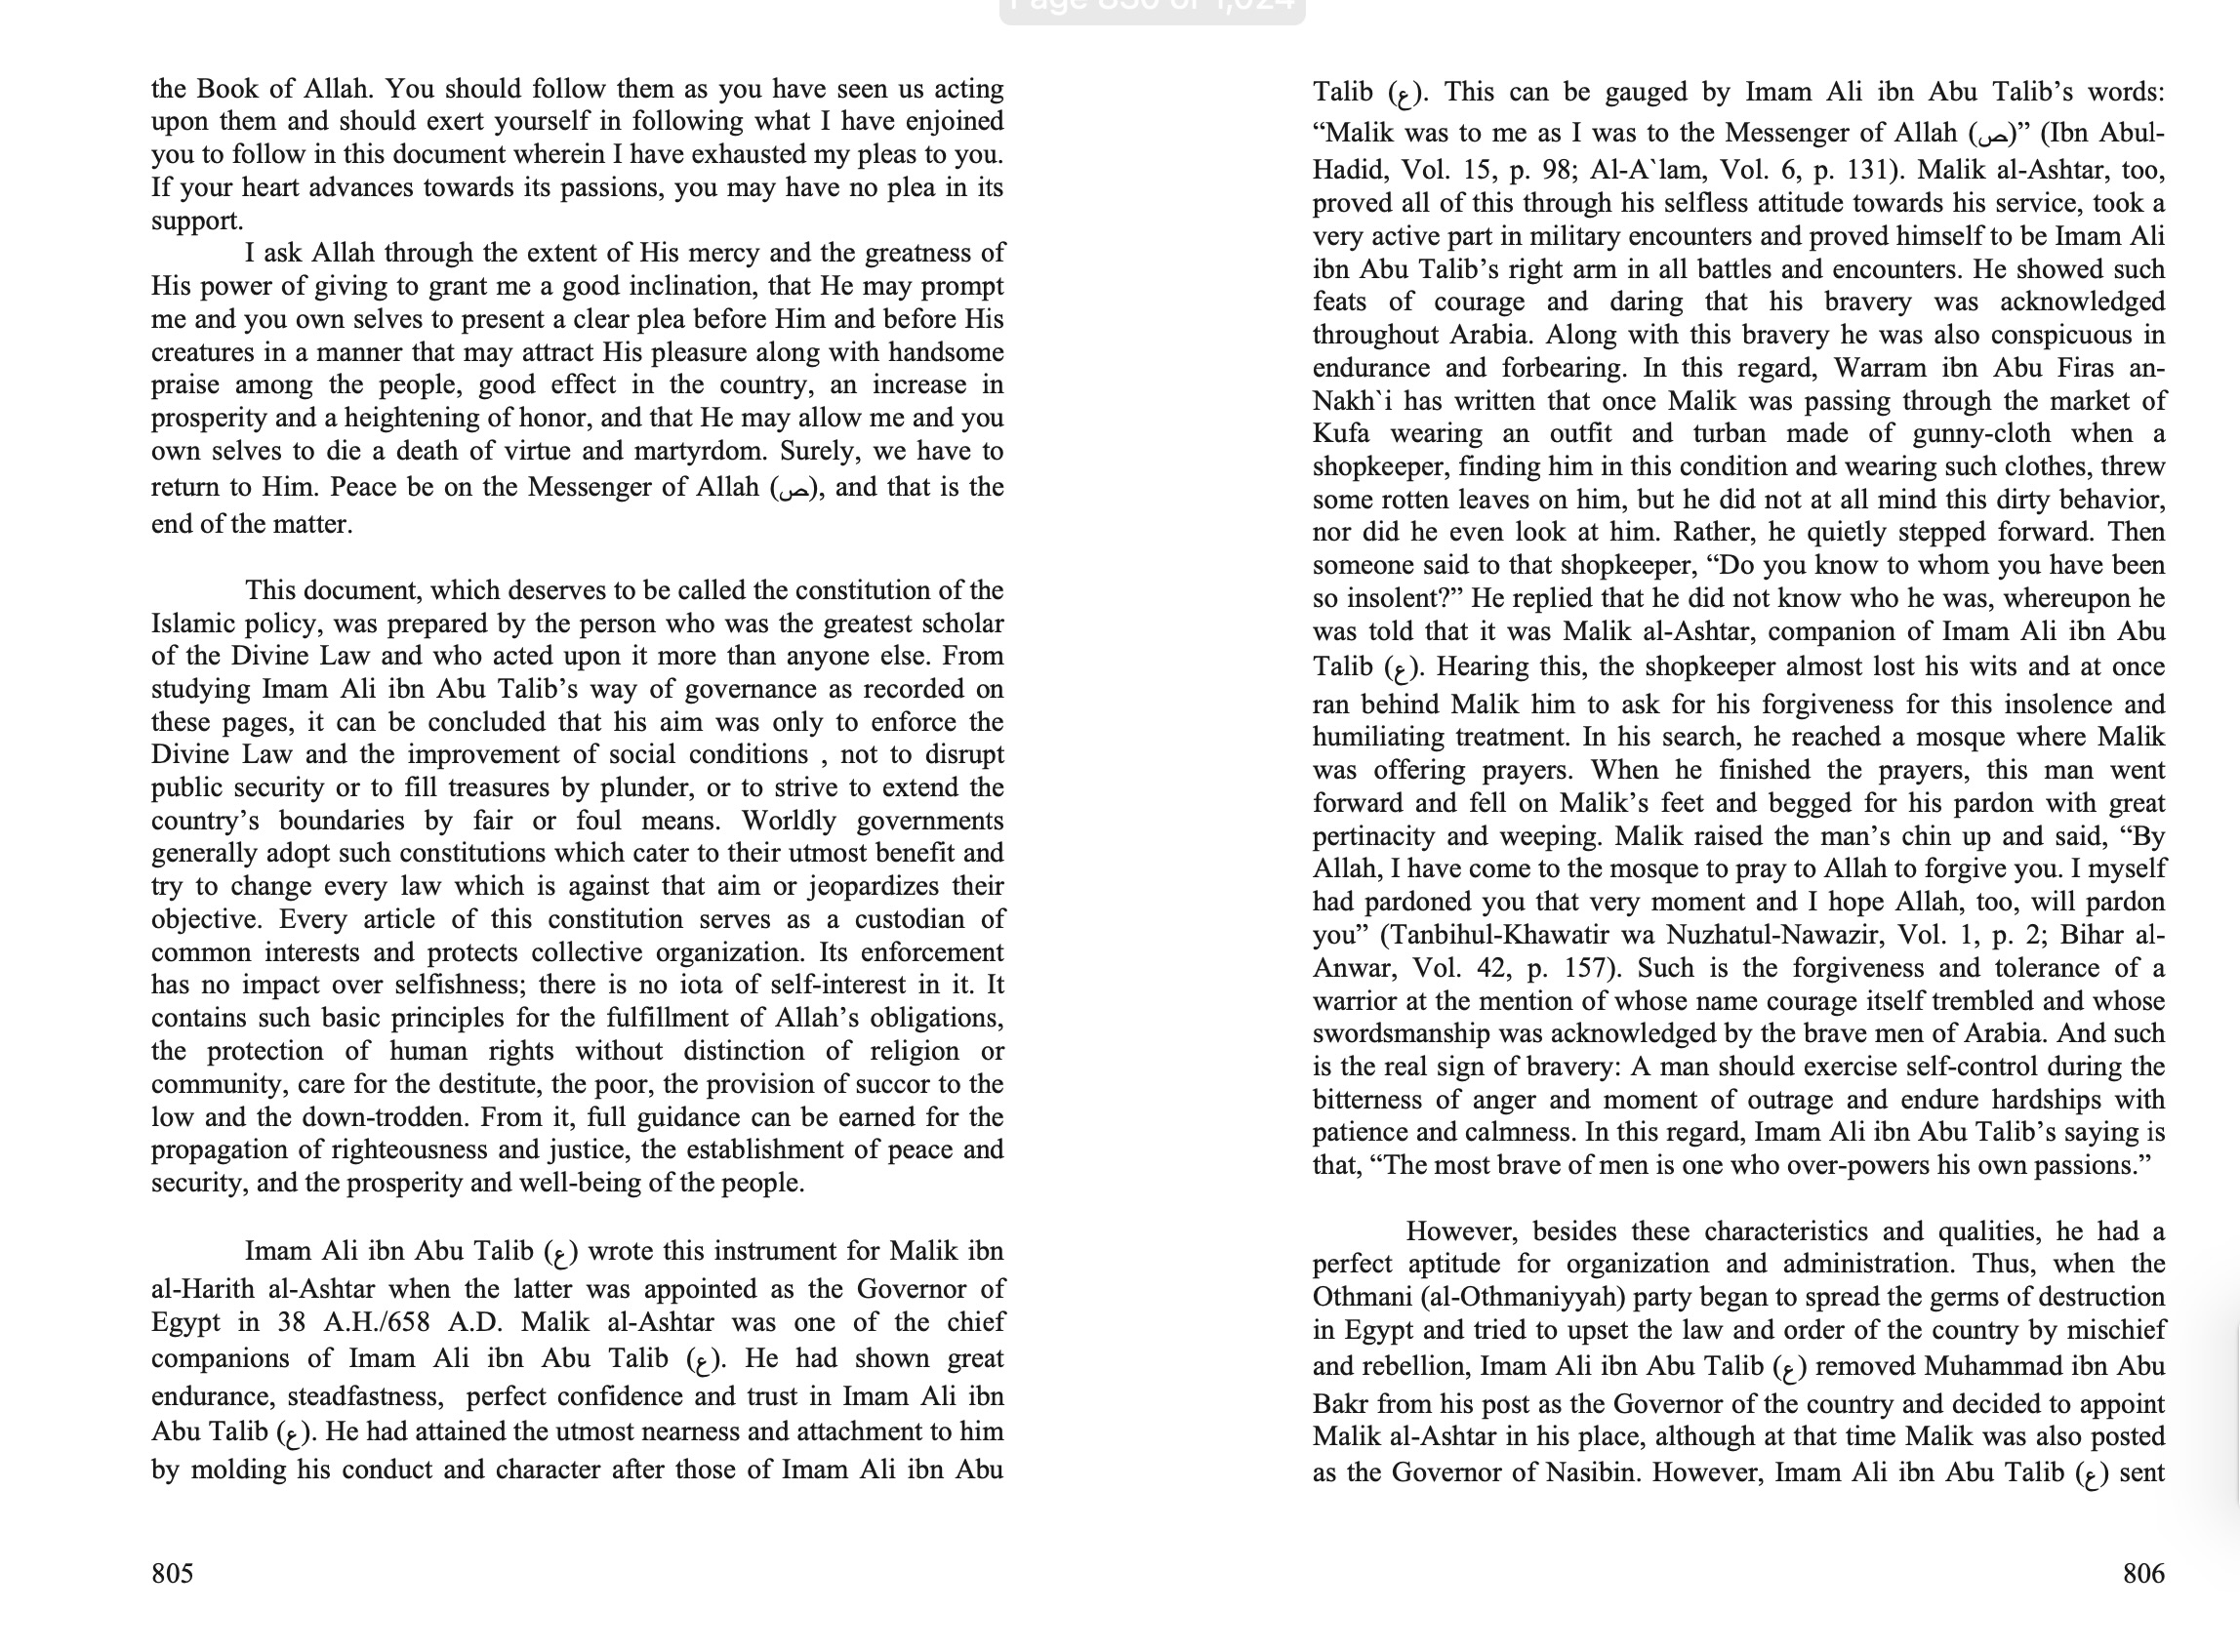 the Book of Allah. You should follow them as you have seen us acting
upon them and should exert yourself in following what I have enjoined
you to follow in this document wherein I have exhausted my pleas to you.
If your heart advances towards its passions, you may have no plea in its
support.
I ask Allah through the extent of His mercy and the greatness of
His power of giving to grant me a good inclination, that He may prompt
me and you own selves to present a clear plea before Him and before His
creatures in a manner that may attract His pleasure along with handsome
praise among the people, good effect in the country, an increase in
prosperity and a heightening of honor, and that He may allow me and you
own selves to die a death of virtue and martyrdom. Surely, we have to
return to Him. Peace be on the Messenger of Allah (ص), and that is the
end of the matter.
This document, which deserves to be called the constitution of the
Islamic policy, was prepared by the person who was the greatest scholar
of the Divine Law and who acted upon it more than anyone else. From
studying Imam Ali ibn Abu Talib’s way of governance as recorded on
these pages, it can be concluded that his aim was only to enforce the
Divine Law and the improvement of social conditions , not to disrupt
public security or to fill treasures by plunder, or to strive to extend the
country’s boundaries by fair or foul means. Worldly governments
generally adopt such constitutions which cater to their utmost benefit and
try to change every law which is against that aim or jeopardizes their
objective. Every article of this constitution serves as a custodian of
common interests and protects collective organization. Its enforcement
has no impact over selfishness; there is no iota of self-interest in it. It
contains such basic principles for the fulfillment of Allah’s obligations,
the protection of human rights without distinction of religion or
community, care for the destitute, the poor, the provision of succor to the
low and the down-trodden. From it, full guidance can be earned for the
propagation of righteousness and justice, the establishment of peace and
security, and the prosperity and well-being of the people.
Imam Ali ibn Abu Talib (ع) wrote this instrument for Malik ibn
al-Harith al-Ashtar when the latter was appointed as the Governor of
Egypt in 38 A.H./658 A.D. Malik al-Ashtar was one of the chief
companions of Imam Ali ibn Abu Talib (ع). He had shown great
endurance, steadfastness, perfect confidence and trust in Imam Ali ibn
Abu Talib (ع). He had attained the utmost nearness and attachment to him
by molding his conduct and character after those of Imam Ali ibn Abu
805
Talib (ع). This can be gauged by Imam Ali ibn Abu Talib’s words:
“Malik was to me as I was to the Messenger of Allah (ص)” (Ibn Abul-
Hadid, Vol. 15, p. 98; Al-A`lam, Vol. 6, p. 131). Malik al-Ashtar, too,
proved all of this through his selfless attitude towards his service, took a
very active part in military encounters and proved himself to be Imam Ali
ibn Abu Talib’s right arm in all battles and encounters. He showed such
feats of courage and daring that his bravery was acknowledged
throughout Arabia. Along with this bravery he was also conspicuous in
endurance and forbearing. In this regard, Warram ibn Abu Firas an-
Nakh`i has written that once Malik was passing through the market of
Kufa wearing an outfit and turban made of gunny-cloth when a
shopkeeper, finding him in this condition and wearing such clothes, threw
some rotten leaves on him, but he did not at all mind this dirty behavior,
nor did he even look at him. Rather, he quietly stepped forward. Then
someone said to that shopkeeper, “Do you know to whom you have been
so insolent?” He replied that he did not know who he was, whereupon he
was told that it was Malik al-Ashtar, companion of Imam Ali ibn Abu
Talib (ع). Hearing this, the shopkeeper almost lost his wits and at once
ran behind Malik him to ask for his forgiveness for this insolence and
humiliating treatment. In his search, he reached a mosque where Malik
was offering prayers. When he finished the prayers, this man went
forward and fell on Malik’s feet and begged for his pardon with great
pertinacity and weeping. Malik raised the man’s chin up and said, “By
Allah, I have come to the mosque to pray to Allah to forgive you. I myself
had pardoned you that very moment and I hope Allah, too, will pardon
you” (Tanbihul-Khawatir wa Nuzhatul-Nawazir, Vol. 1, p. 2; Bihar al-
Anwar, Vol. 42, p. 157). Such is the forgiveness and tolerance of a
warrior at the mention of whose name courage itself trembled and whose
swordsmanship was acknowledged by the brave men of Arabia. And such
is the real sign of bravery: A man should exercise self-control during the
bitterness of anger and moment of outrage and endure hardships with
patience and calmness. In this regard, Imam Ali ibn Abu Talib’s saying is
that, “The most brave of men is one who over-powers his own passions.”
However, besides these characteristics and qualities, he had a
perfect aptitude for organization and administration. Thus, when the
Othmani (al-Othmaniyyah) party began to spread the germs of destruction
in Egypt and tried to upset the law and order of the country by mischief
and rebellion, Imam Ali ibn Abu Talib (ع) removed Muhammad ibn Abu
Bakr from his post as the Governor of the country and decided to appoint
Malik al-Ashtar in his place, although at that time Malik was also posted
as the Governor of Nasibin. However, Imam Ali ibn Abu Talib (ع) sent
806